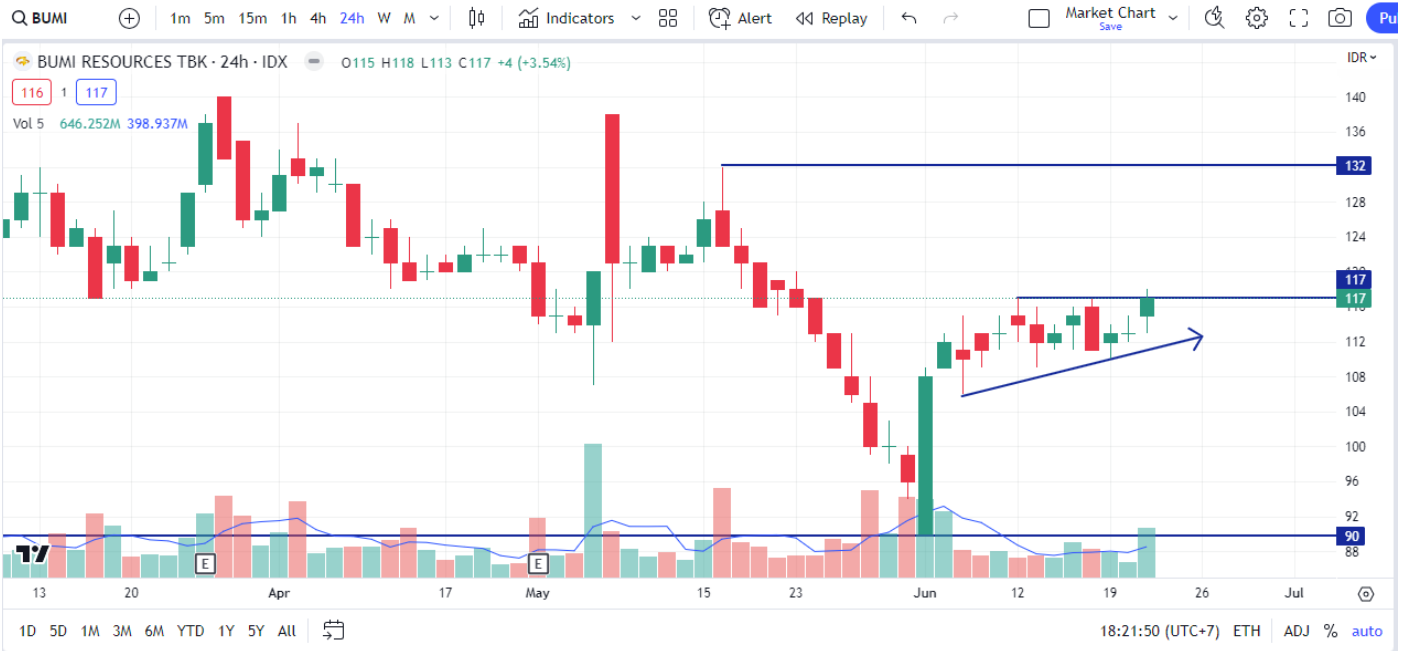 BUMI 1m 5m 15m 1h 4h 24h W M Indicators Alert Replay Market Chart
Save
BUMI RESOURCES TBK · 24h · IDX O115 H118 L113 C117 +4 (+3.54%) IDR
116 1 117
Vol 5 646.252M 398.937M
140
136
132
128
124
117
117
112
108
104
100
96
92
90
88
E E
13 20 Apr 17 May 15 23 Jun 12 19 26 Jul
1D 5D 1M 3M 6M YTD 1Y 5Y All 18:21:50 (UTC+7) ETH ADJ % auto